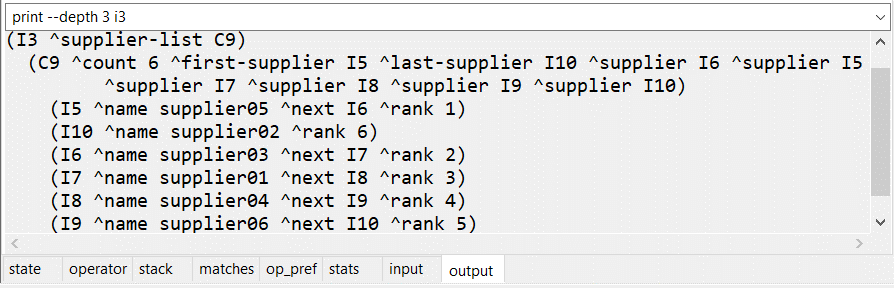 print --depth 3 i3
(I3 ^supplier-list C9)
(C9 ^count 6 ^first-supplier I5 ^last-supplier I10 ^supplier I6 ^supplier I5
^supplier I7 ^supplier I8 ^supplier I9 ^supplier I10)
(I5 ^name supplier05 ^next I6 ^rank 1)
(I10 ^name supplier02 ^rank 6)
(I6 ^name supplier03 ^next I7 ^rank 2)
(I7 ^name supplier01 ^next I8 ^rank 3)
(I8 ^name supplier04 ^next I9 ^rank 4)
(I9 ^name supplier06 ^next I10 ^rank 5)
state operator stack matches op_pref stats input output